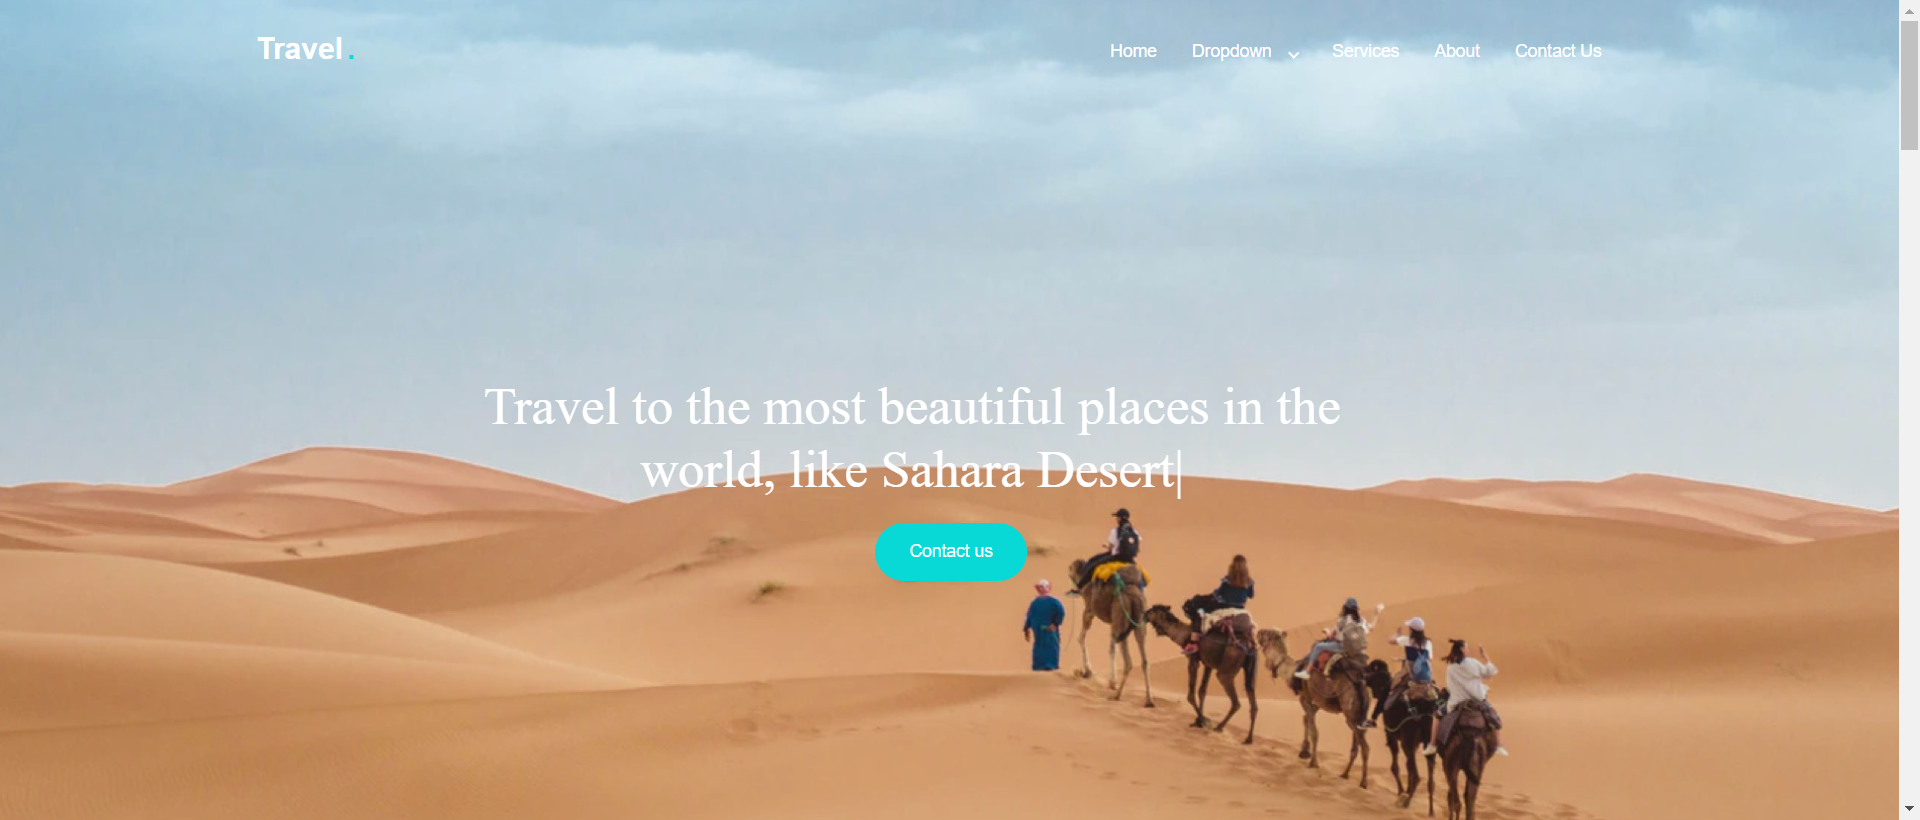 Travel.
Home Dropdown Services About Contact Us
Travel to the most beautiful places in the
world, like Sahara Desert|
Contact us